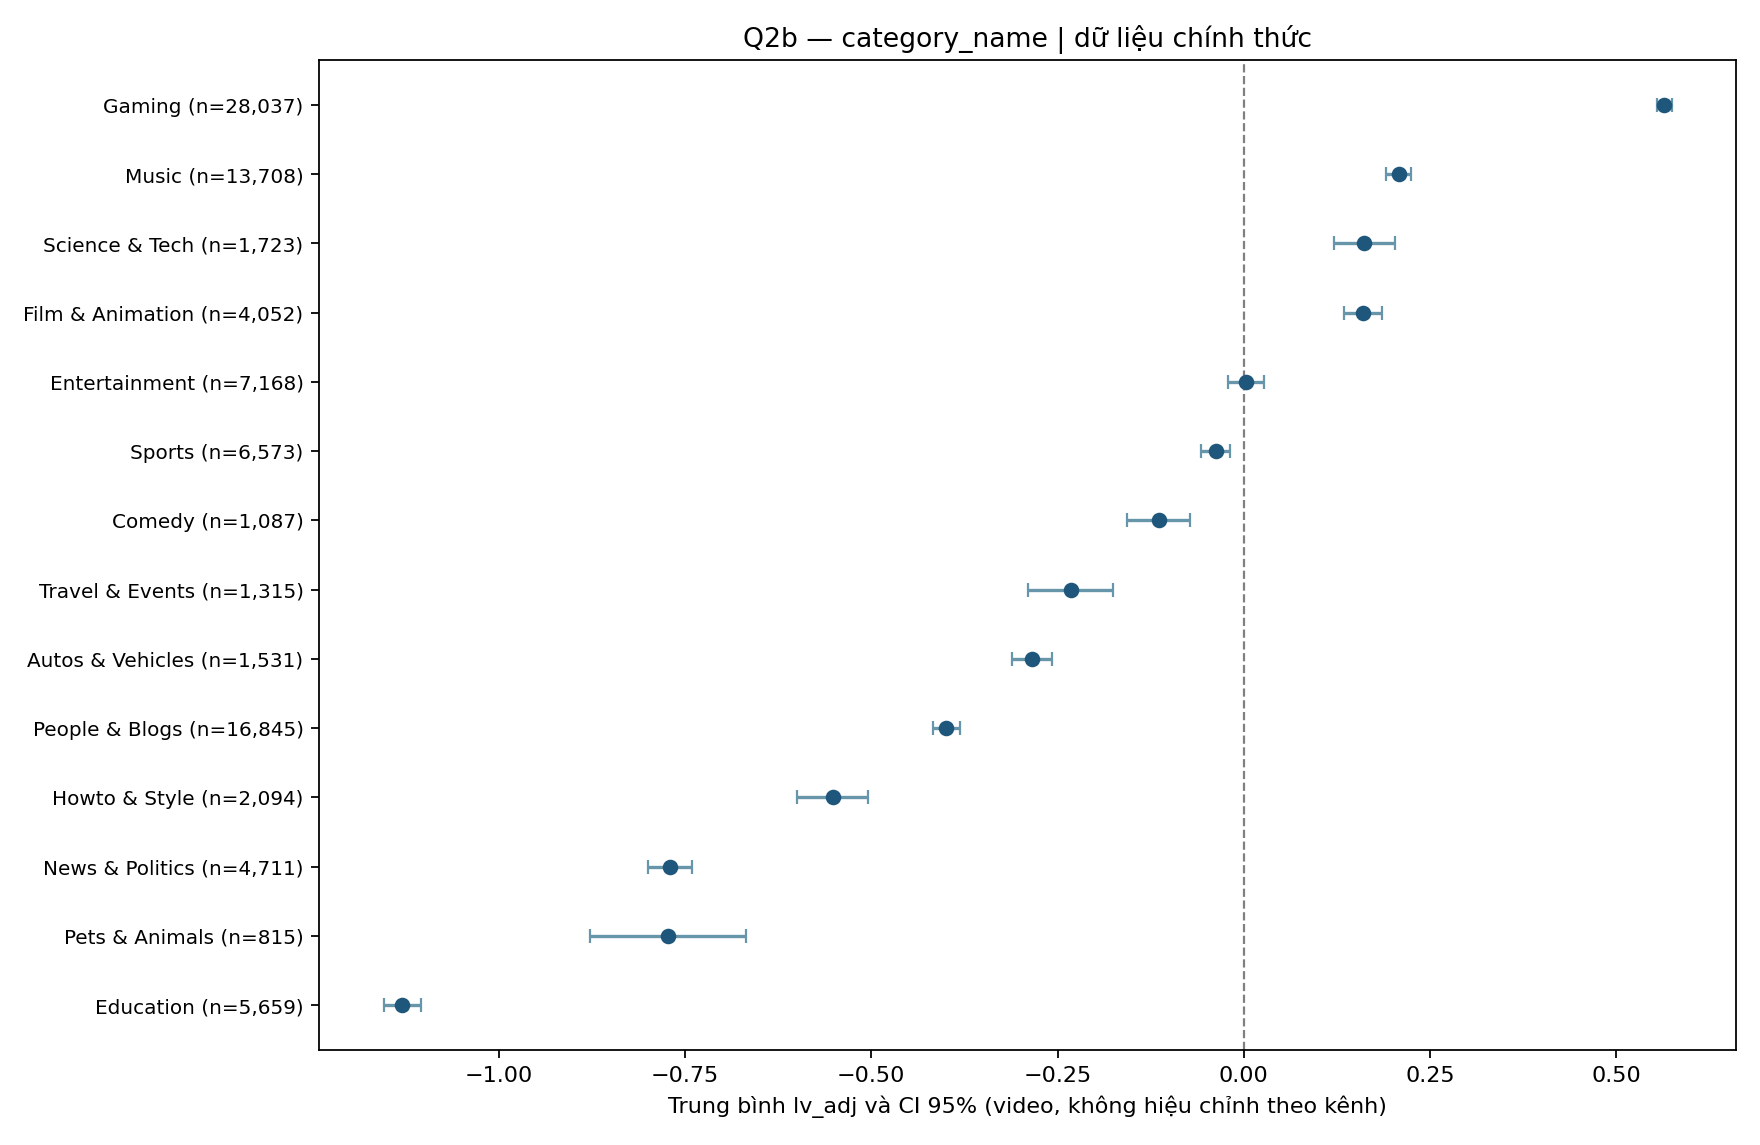 Q2b — category_name | dữ liệu chính thức
Gaming (n=28,037)
Music (n=13,708)
Science & Tech (n=1,723)
Film & Animation (n=4,052)
Entertainment (n=7,168)
Sports (n=6,573)
Comedy (n=1,087)
Travel & Events (n=1,315)
Autos & Vehicles (n=1,531)
People & Blogs (n=16,845)
Howto & Style (n=2,094)
News & Politics (n=4,711)
Pets & Animals (n=815)
Education (n=5,659)
−1.00 −0.75 −0.50 −0.25 0.00 0.25 0.50
Trung bình lv_adj và CI 95% (video, không hiệu chỉnh theo kênh)